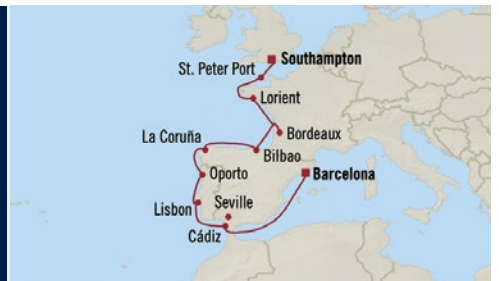 Southampton
St. Peter Port
Lorient
Bordeaux
La Coruña
Bilbao
Oporto
Barcelona
Seville
Lisbon
Cádiz